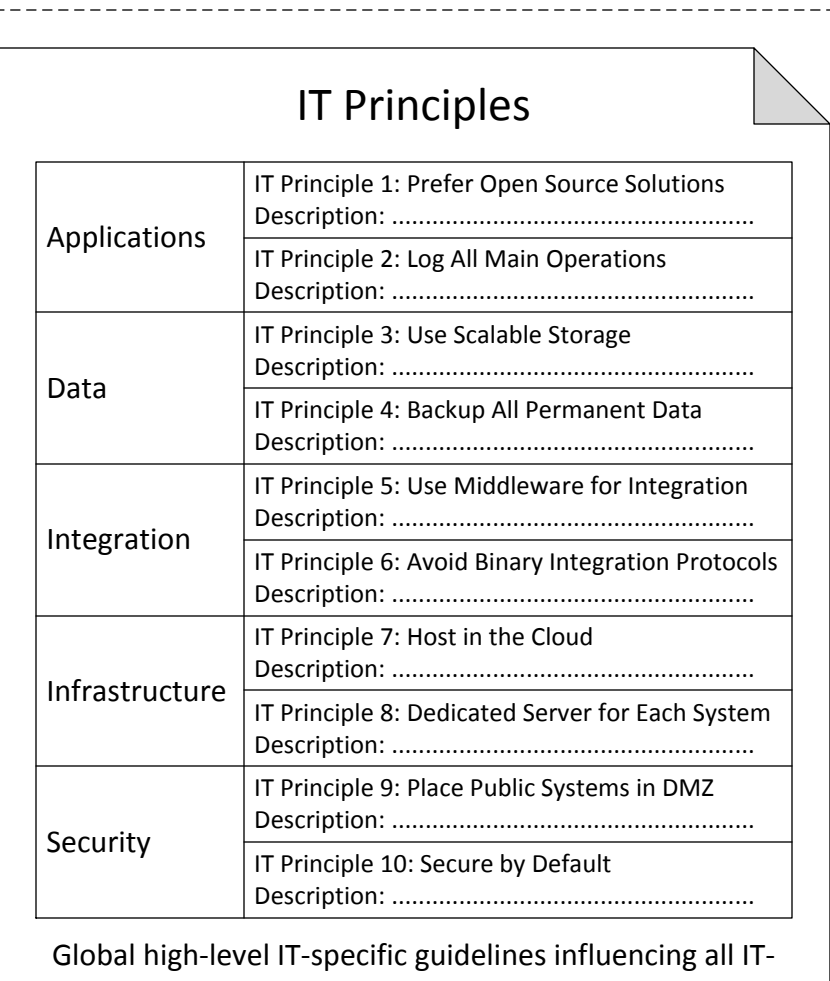 IT Principles
Applications
IT Principle 1: Prefer Open Source Solutions
Description: ......................................................
IT Principle 2: Log All Main Operations
Description: ......................................................
Data
IT Principle 3: Use Scalable Storage
Description: ......................................................
IT Principle 4: Backup All Permanent Data
Description: ......................................................
Integration
IT Principle 5: Use Middleware for Integration
Description: ......................................................
IT Principle 6: Avoid Binary Integration Protocols
Description: ......................................................
Infrastructure
IT Principle 7: Host in the Cloud
Description: ......................................................
IT Principle 8: Dedicated Server for Each System
Description: ......................................................
Security
IT Principle 9: Place Public Systems in DMZ
Description: ......................................................
IT Principle 10: Secure by Default
Description: ......................................................
Global high-level IT-specific guidelines influencing all IT-